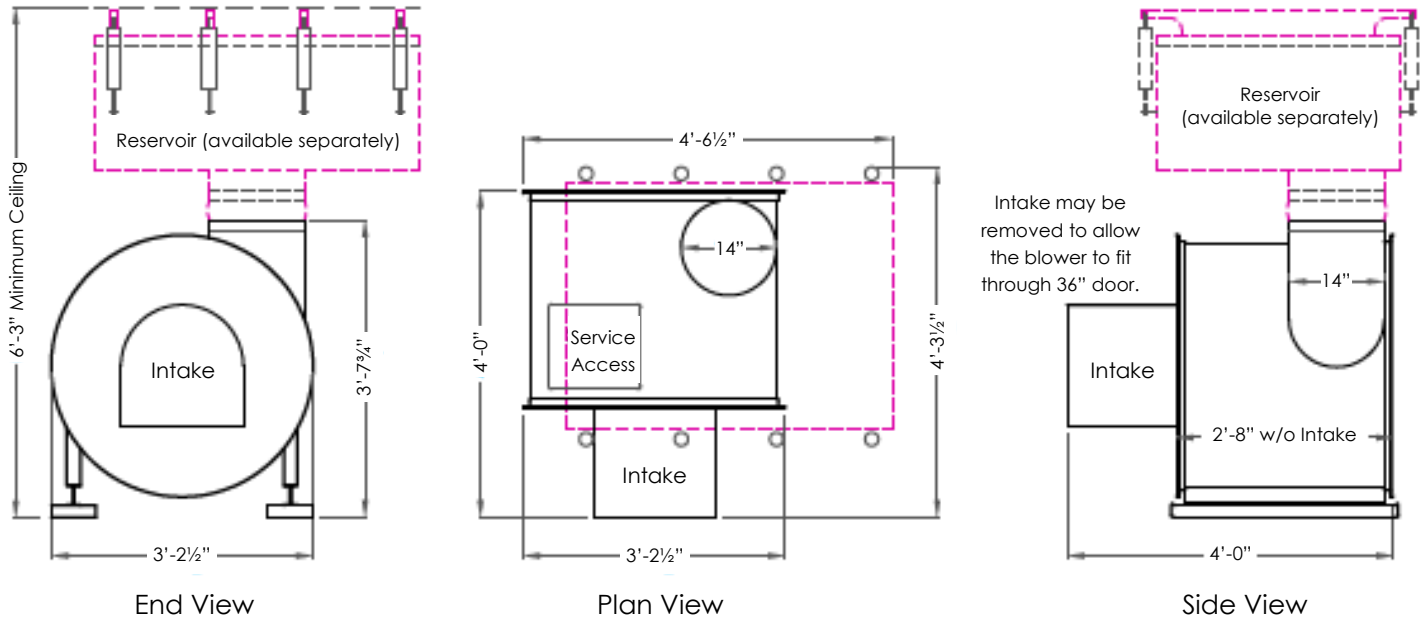 6’-3” Minimum Ceiling
Reservoir (available separately)
Intake
3’-7¾”
3’-2½”
End View
4’-6½”
4’-0”
14”
Service
Access
Intake
4’-3½”
3’-2½”
Plan View
Reservoir
(available separately)
Intake may be
removed to allow
the blower to fit
through 36” door.
14”
Intake
2’-8” w/o Intake
4’-0”
Side View